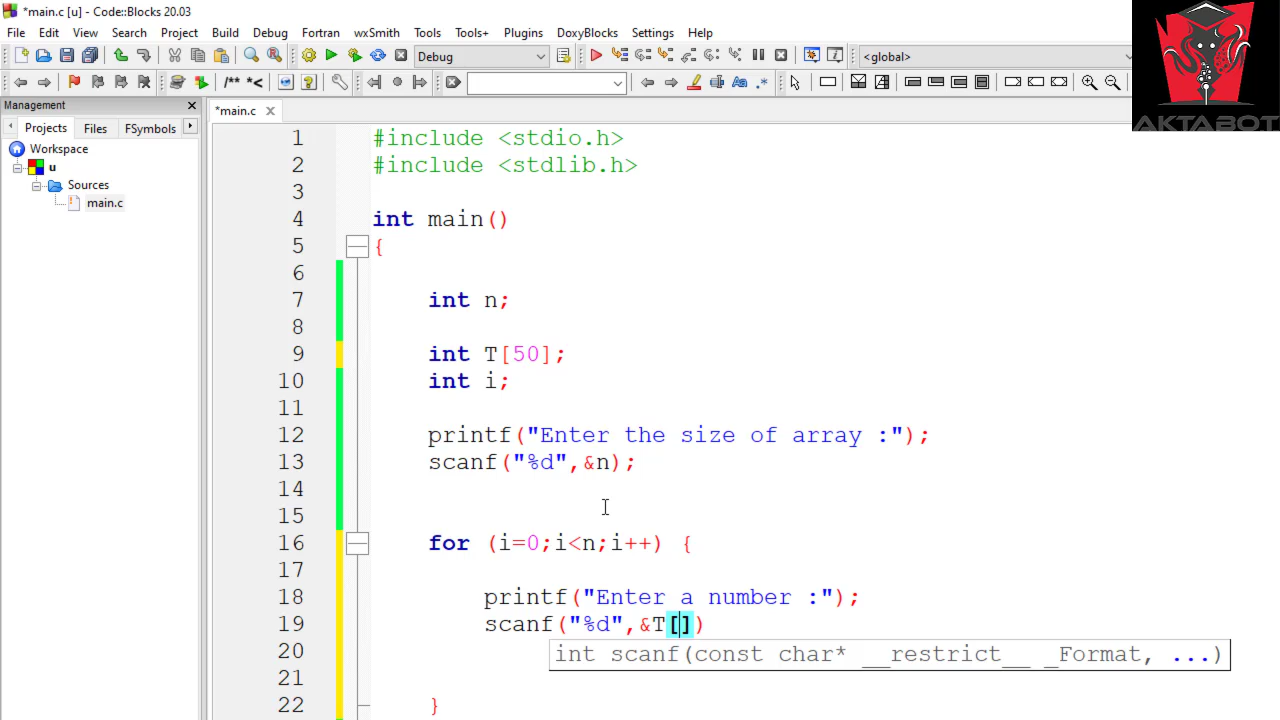 *main.c [u] - Code::Blocks 20.03
File Edit View Search Project Build Debug Fortran wxSmith Tools Tools+ Plugins DoxyBlocks Settings Help
Debug <global>
/** *<
Management
Projects Files FSymbols
Workspace
u
Sources
main.c
*main.c
1 #include <stdio.h>
2 #include <stdlib.h>
3
4 int main()
5 {
6
7 int n;
8
9 int T[50];
10 int i;
11
12 printf("Enter the size of array :");
13 scanf("%d",&n);
14
15
16 for (i=0;i<n;i++) {
17
18 printf("Enter a number :");
19 scanf("%d",&T[])
20 int scanf(const char* __restrict__ _Format, ...)
21
22 }
AKTABOT